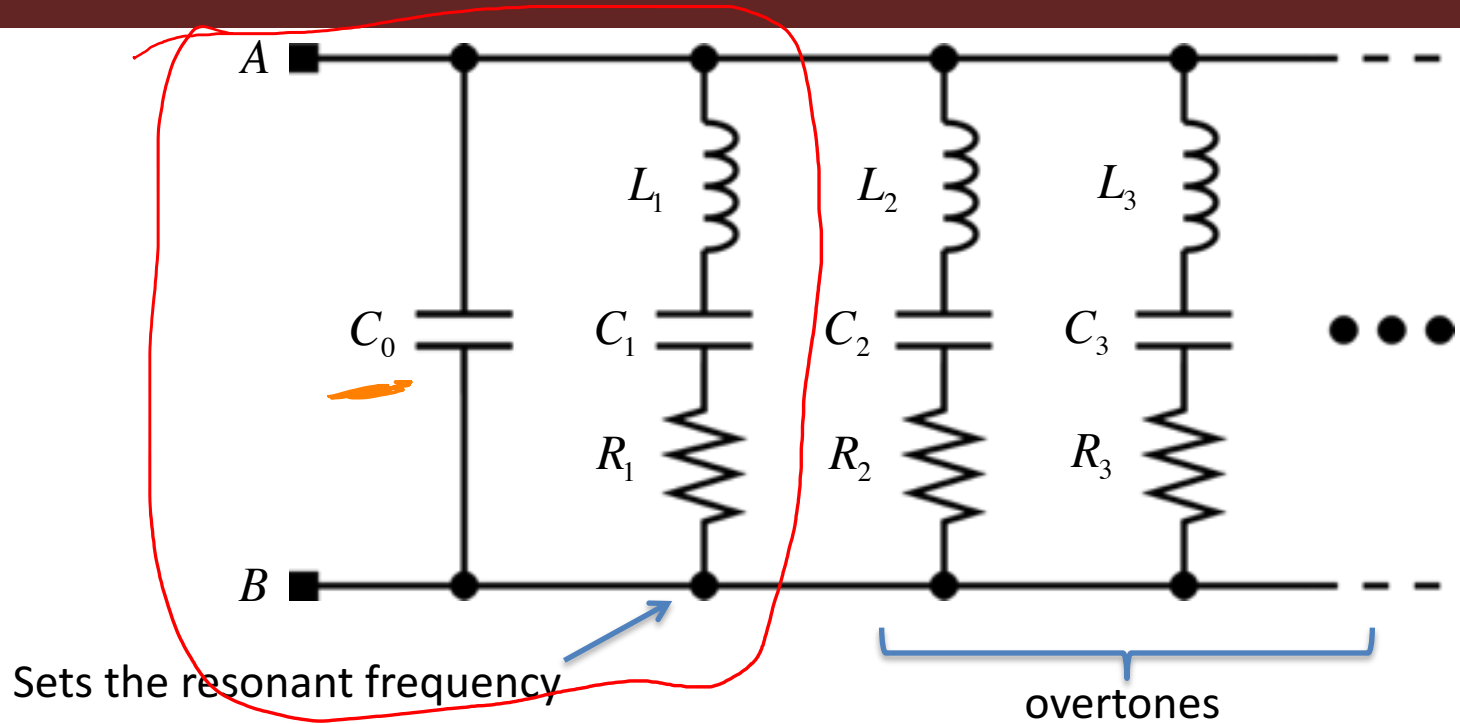 A
L₁
L₂
L₃
C₀
C₁
C₂
C₃
R₁
R₂
R₃
B
Sets the resonant frequency
overtones